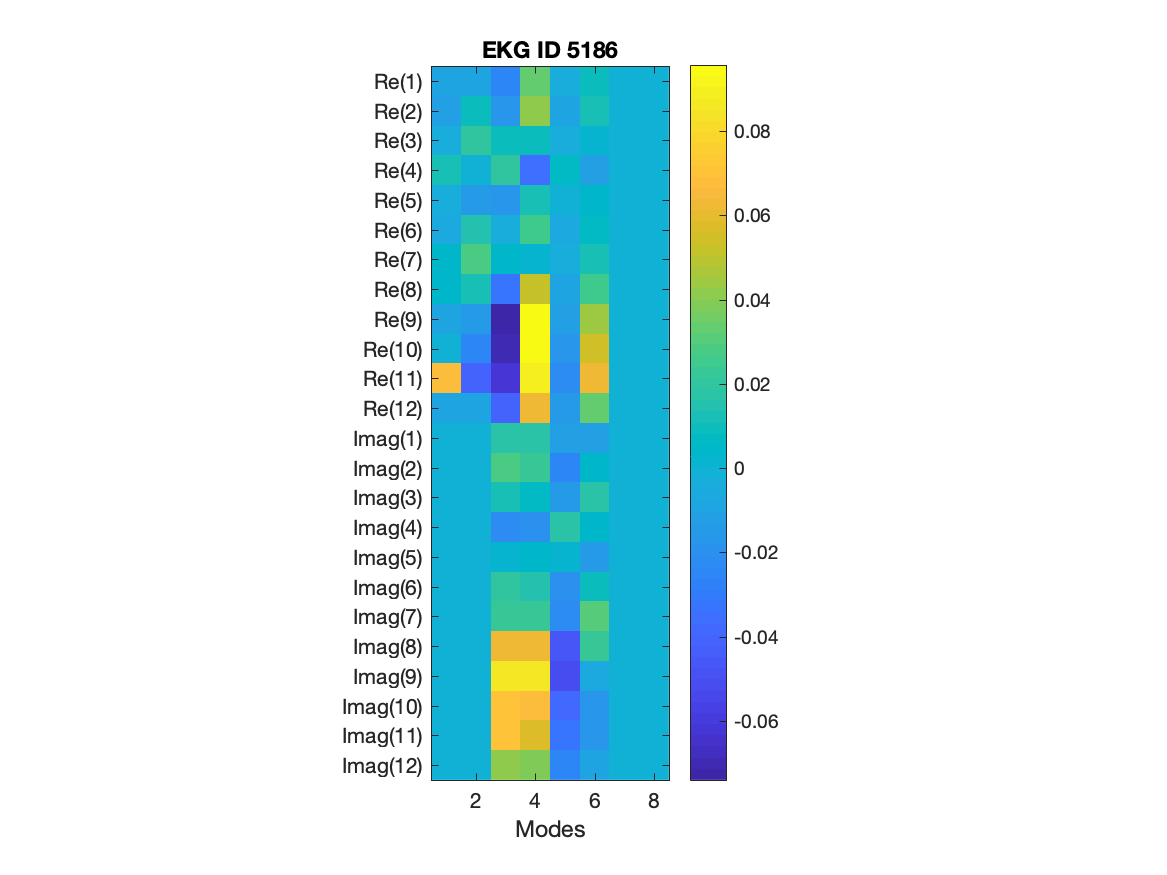 EKG ID 5186
Re(1)
Re(2)
Re(3)
Re(4)
Re(5)
Re(6)
Re(7)
Re(8)
Re(9)
Re(10)
Re(11)
Re(12)
Imag(1)
Imag(2)
Imag(3)
Imag(4)
Imag(5)
Imag(6)
Imag(7)
Imag(8)
Imag(9)
Imag(10)
Imag(11)
Imag(12)
2 4 6 8
Modes
0.08
0.06
0.04
0.02
0
-0.02
-0.04
-0.06